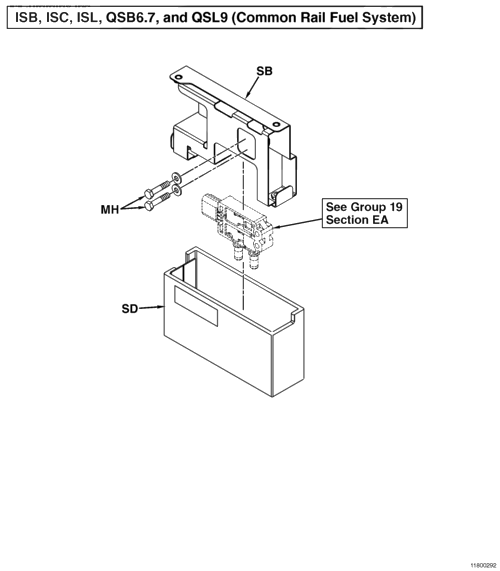 ISB, ISC, ISL, QSB6.7, and QSL9 (Common Rail Fuel System)
SB
MH
See Group 19
Section EA
SD
11800292